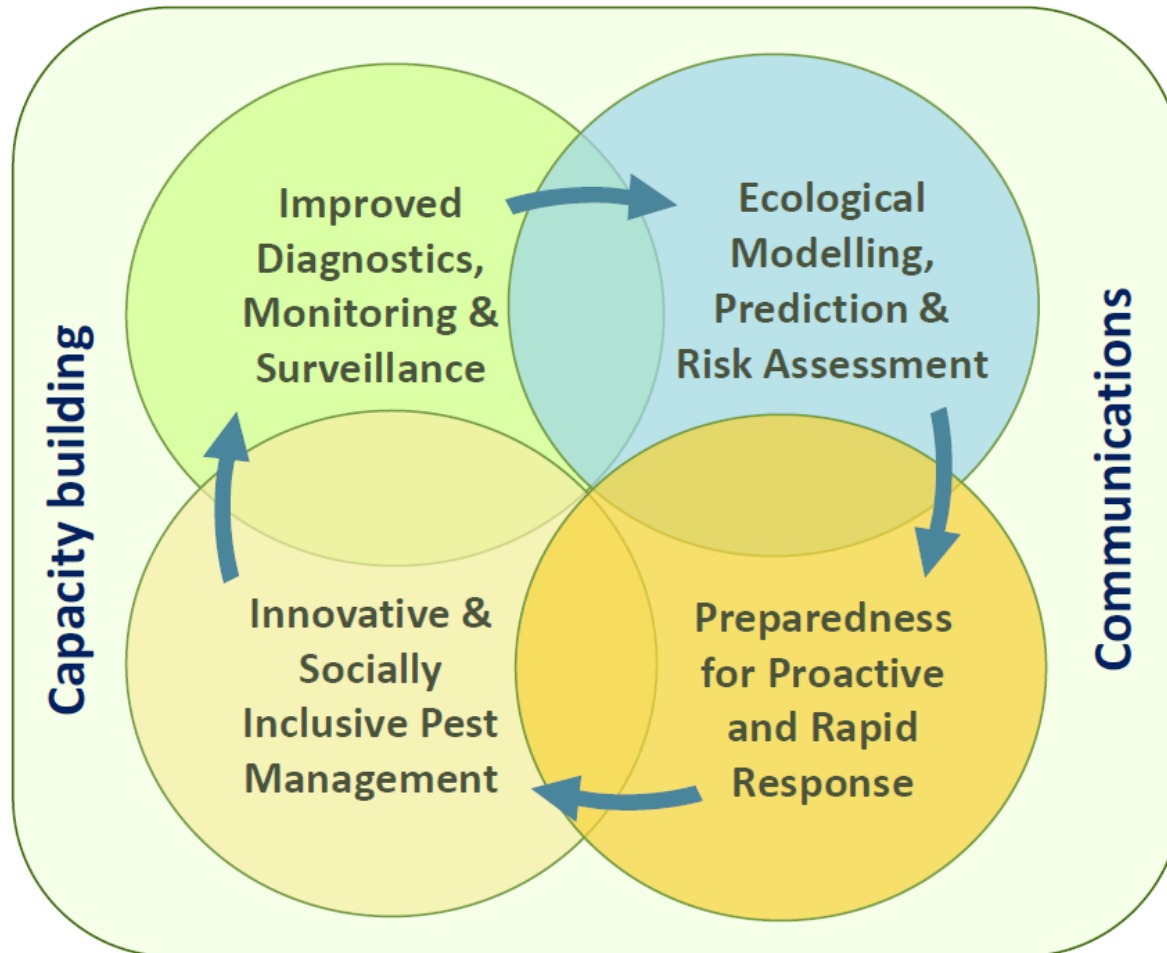 Improved
Diagnostics,
Monitoring &
Surveillance
Ecological
Modelling,
Prediction &
Risk Assessment
Capacity building
Communications
Innovative &
Socially
Inclusive Pest
Management
Preparedness
for Proactive
and Rapid
Response